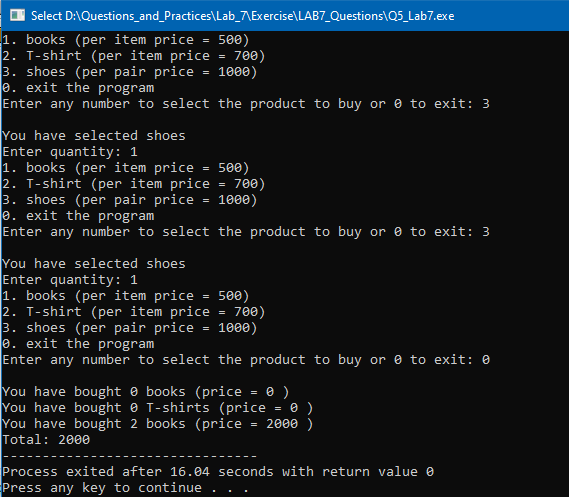 Select D:\Questions_and_Practices\Lab_7\Exercise\LAB7_Questions\Q5_Lab7.exe
1. books (per item price = 500)
2. T-shirt (per item price = 700)
3. shoes (per pair price = 1000)
0. exit the program
Enter any number to select the product to buy or 0 to exit: 3
You have selected shoes
Enter quantity: 1
1. books (per item price = 500)
2. T-shirt (per item price = 700)
3. shoes (per pair price = 1000)
0. exit the program
Enter any number to select the product to buy or 0 to exit: 3
You have selected shoes
Enter quantity: 1
1. books (per item price = 500)
2. T-shirt (per item price = 700)
3. shoes (per pair price = 1000)
0. exit the program
Enter any number to select the product to buy or 0 to exit: 0
You have bought 0 books (price = 0 )
You have bought 0 T-shirts (price = 0 )
You have bought 2 books (price = 2000 )
Total: 2000
--------------------------------
Process exited after 16.04 seconds with return value 0
Press any key to continue . . .